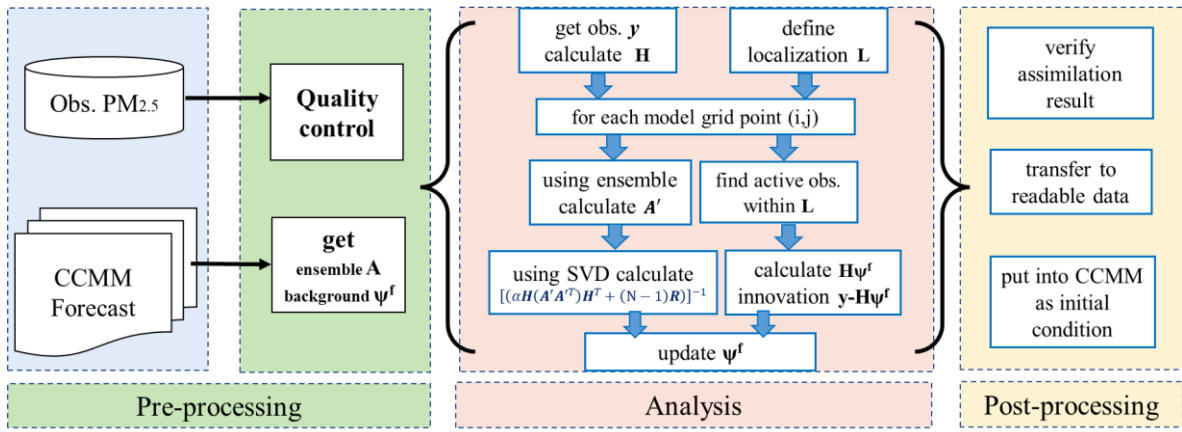 Obs. PM2.5
CCMM
Forecast
Quality
control
get
ensemble A
background ψᶠ
get obs. y
calculate H
define
localization L
for each model grid point (i,j)
using ensemble
calculate A′
find active obs.
within L
using SVD calculate
[(αH(A′A′ᵀ)Hᵀ + (N − 1)R)]⁻¹
calculate Hψᶠ
innovation y-Hψᶠ
update ψᶠ
verify
assimilation
result
transfer to
readable data
put into CCMM
as initial
condition
Pre-processing
Analysis
Post-processing